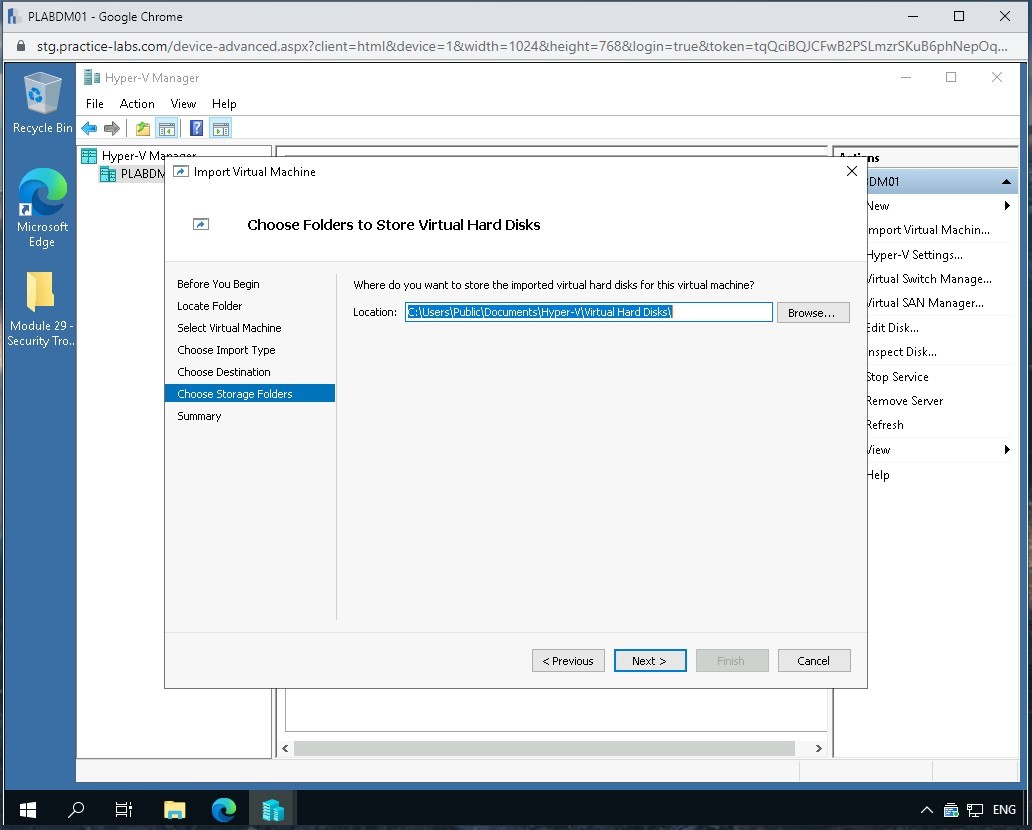 PLABDM01 - Google Chrome
stg.practice-labs.com/device-advanced.aspx?client=html&device=1&width=1024&height=768&login=true&token=tqQciBQJCFwB2PSLmzrSKuB6phNepOq...
Recycle Bin
Microsoft
Edge
Module 29 -
Security Tro..
Hyper-V Manager
File Action View Help
Hyper-V Manager
PLABDM
Import Virtual Machine
Choose Folders to Store Virtual Hard Disks
Before You Begin
Locate Folder
Select Virtual Machine
Choose Import Type
Choose Destination
Choose Storage Folders
Summary
Where do you want to store the imported virtual hard disks for this virtual machine?
Location: C:\Users\Public\Documents\Hyper-V\Virtual Hard Disks\ Browse...
< Previous Next > Finish Cancel
Actions
DM01
New
Import Virtual Machin...
Hyper-V Settings...
Virtual Switch Manage...
Virtual SAN Manager...
Edit Disk...
Inspect Disk...
Stop Service
Remove Server
Refresh
View
Help
ENG